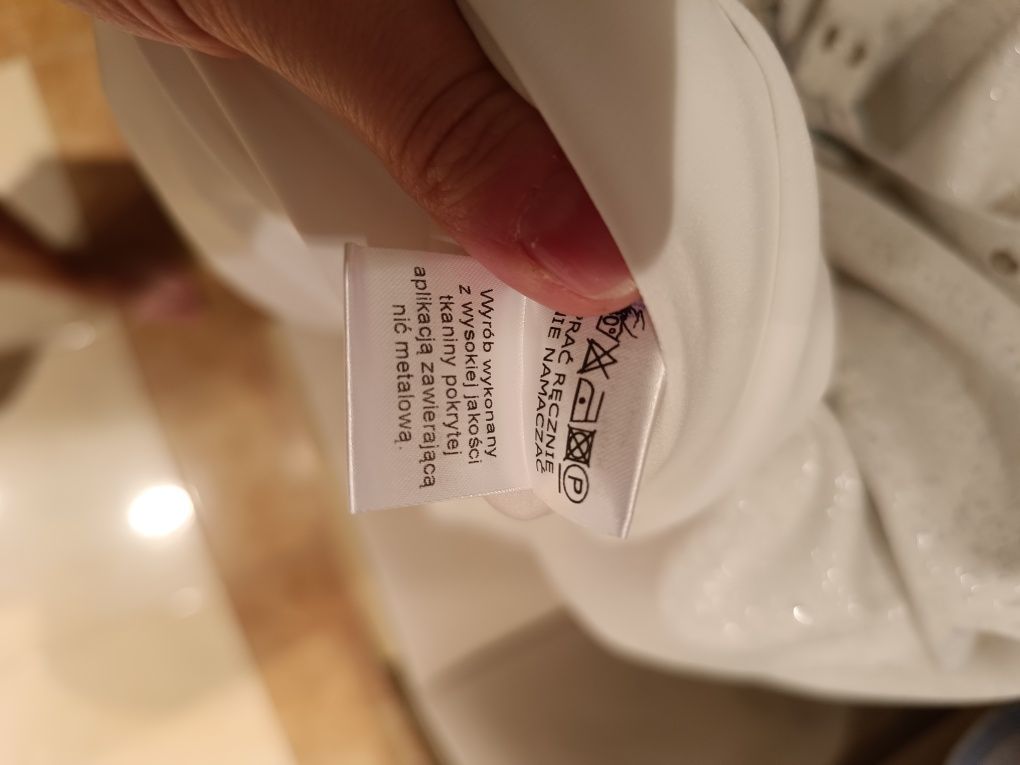 PRAĆ RĘCZNIE
NIE NAMACZAĆ
Wyrób wykonany
z wysokiej jakości
tkaniny pokrytej
aplikacją zawierającą
nić metalową.